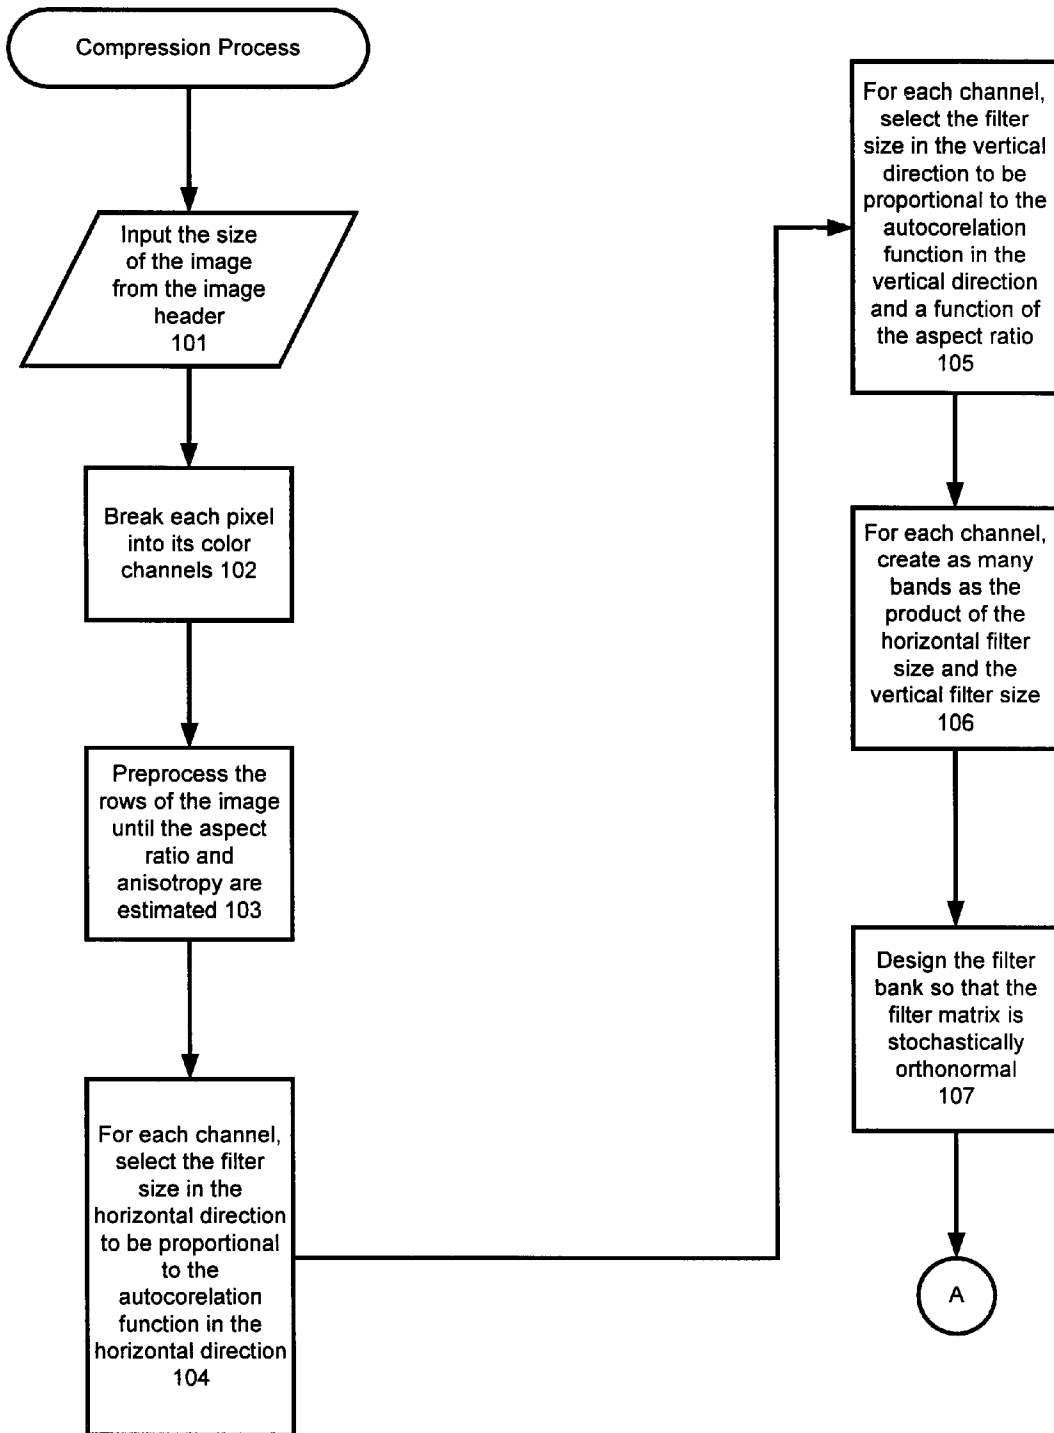 Compression Process
Input the size
of the image
from the image
header
101
Break each pixel
into its color
channels 102
Preprocess the
rows of the image
until the aspect
ratio and
anisotropy are
estimated 103
For each channel,
select the filter
size in the
horizontal direction
to be proportional
to the
autocorelation
function in the
horizontal direction
104
For each channel,
select the filter
size in the vertical
direction to be
proportional to the
autocorelation
function in the
vertical direction
and a function of
the aspect ratio
105
For each channel,
create as many
bands as the
product of the
horizontal filter
size and the
vertical filter size
106
Design the filter
bank so that the
filter matrix is
stochastically
orthonormal
107
A